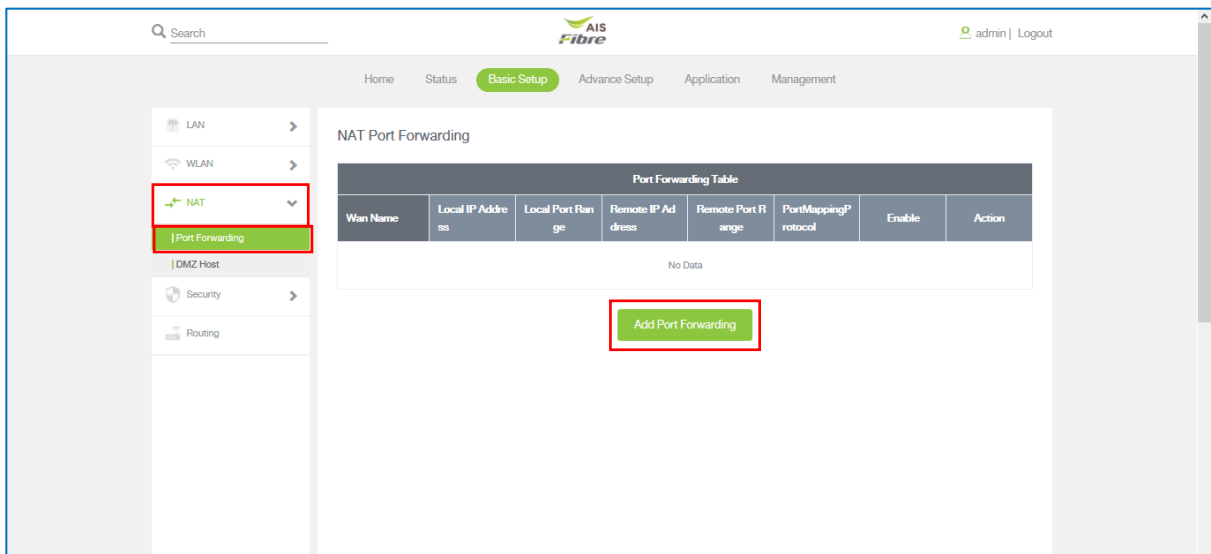 Search
AIS
Fibre
admin | Logout
Home Status Basic Setup Advance Setup Application Management
LAN
WLAN
NAT
Port Forwarding
DMZ Host
Security
Routing
NAT Port Forwarding
Port Forwarding Table
Wan Name Local IP Addre Local Port Ran Remote IP Ad Remote Port R PortMappingP Enable Action
ss ge dress ange rotocol
No Data
Add Port Forwarding